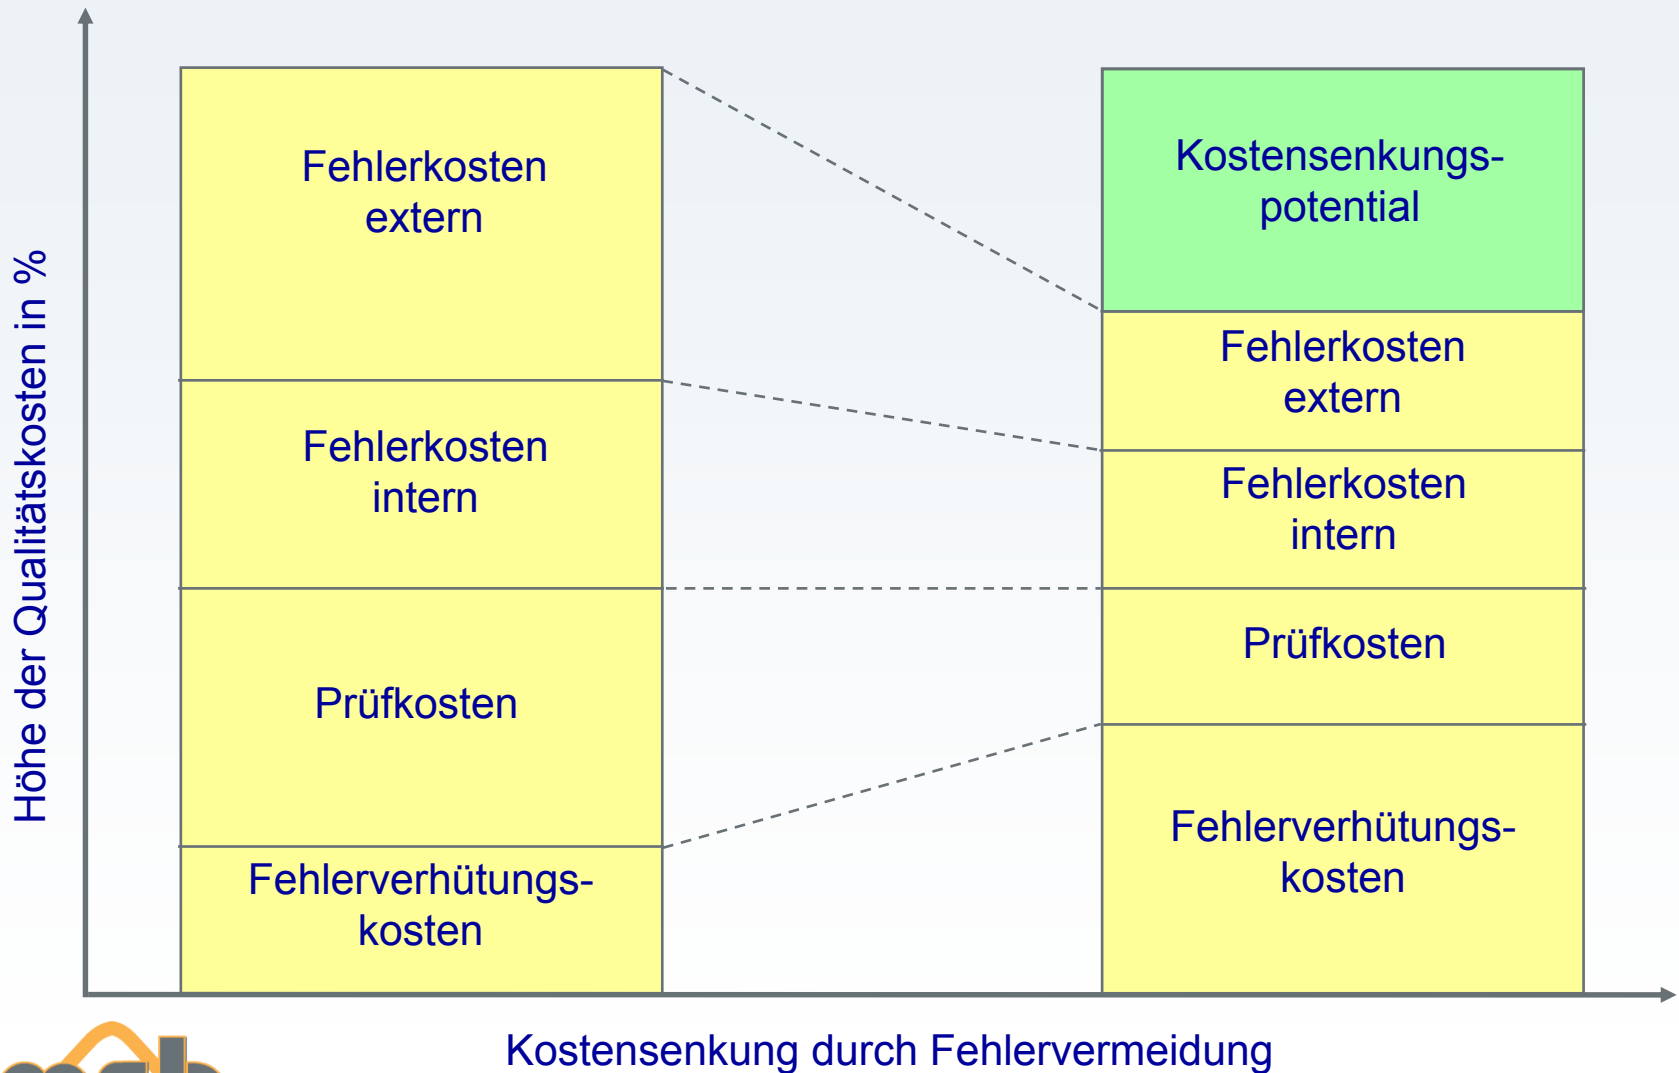 Höhe der Qualitätskosten in %
Fehlerkosten
extern
Fehlerkosten
intern
Prüfkosten
Fehlerverhütungs-
kosten
Kostensenkungs-
potential
Fehlerkosten
extern
Fehlerkosten
intern
Prüfkosten
Fehlerverhütungs-
kosten
Kostensenkung durch Fehlervermeidung